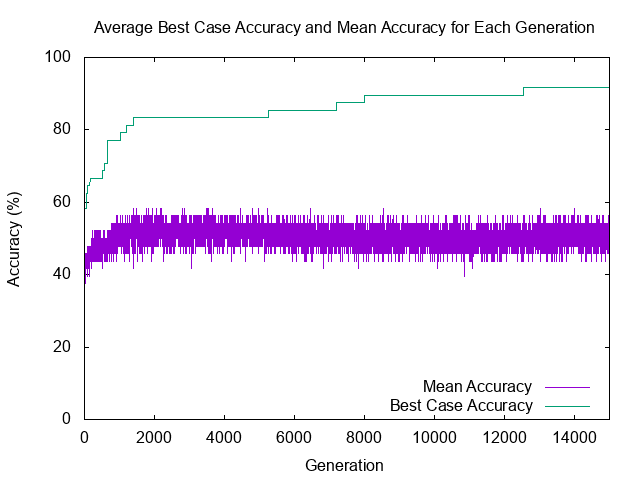 Average Best Case Accuracy and Mean Accuracy for Each Generation
100
80
60
40
20
0
Accuracy (%)
Mean Accuracy
Best Case Accuracy
0 2000 4000 6000 8000 10000 12000 14000
Generation